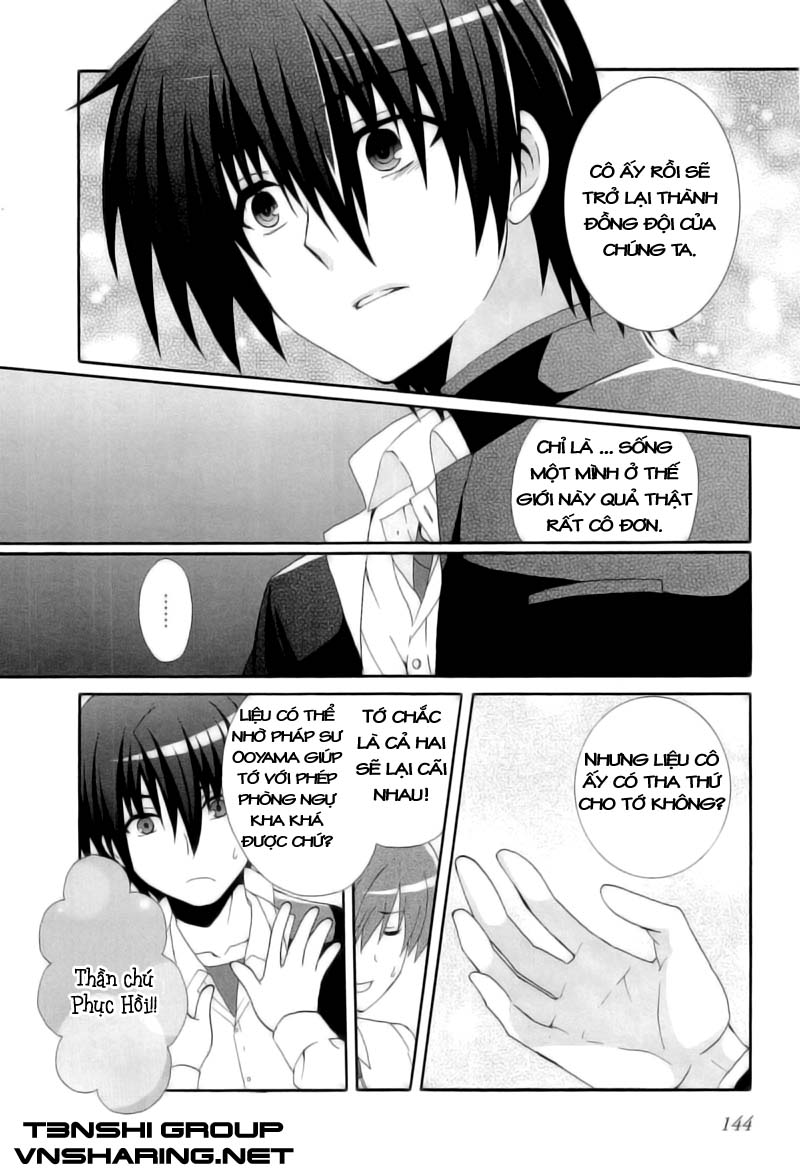 CÔ ẤY RỒI SẼ
TRỞ LẠI THÀNH
ĐỒNG ĐỘI CỦA
CHÚNG TA.
CHỈ LÀ ... SỐNG
MỘT MÌNH Ở THẾ
GIỚI NÀY QUẢ THẬT
RẤT CÔ ĐƠN.
......
NHƯNG LIỆU CÔ
ẤY CÓ THA THỨ
CHO TỚ KHÔNG?
TỚ CHẮC
LÀ CẢ HAI
SẼ LẠI CÃI
NHAU!
LIỆU CÓ THỂ
NHỜ PHÁP SƯ
OOYAMA GIÚP
TỚ VỚI PHÉP
PHÒNG NGỰ
KHA KHÁ
ĐƯỢC CHỨ?
Thần chú
Phục Hồi!!
144
T3NSHI GROUP
VNSHARING.NET